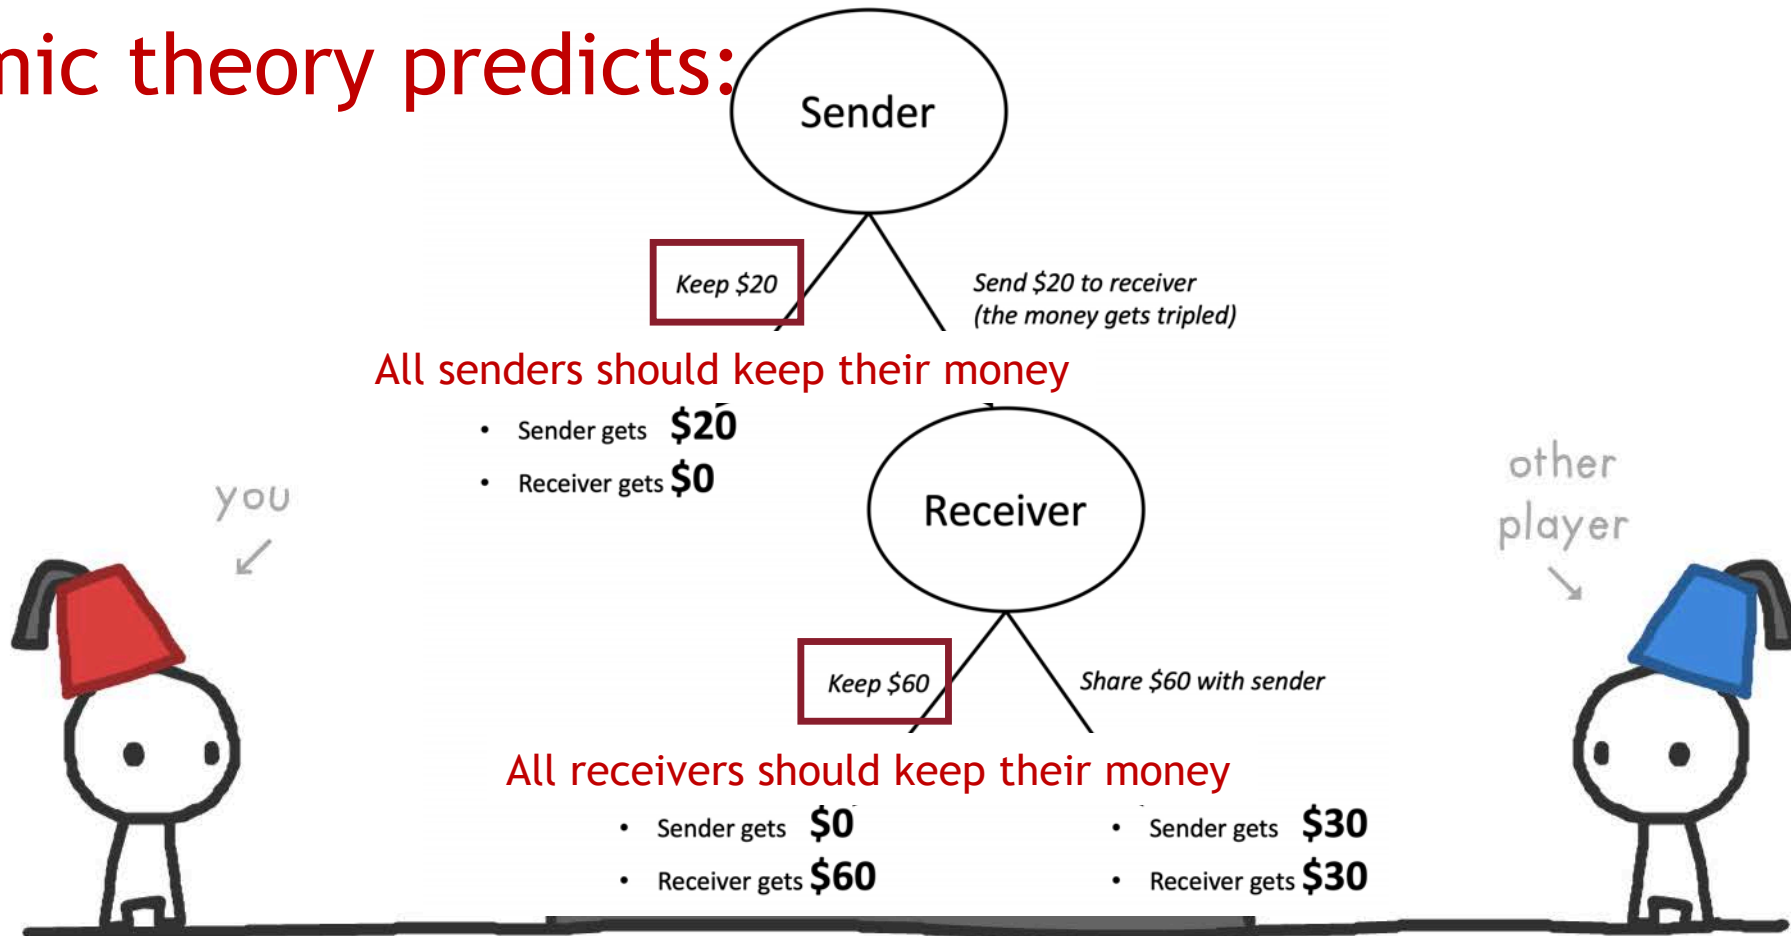 mic theory predicts:
Sender
Keep $20
Send $20 to receiver
(the money gets tripled)
All senders should keep their money
• Sender gets $20
• Receiver gets $0
you
other
player
Receiver
Keep $60
Share $60 with sender
All receivers should keep their money
• Sender gets $0
• Receiver gets $60
• Sender gets $30
• Receiver gets $30